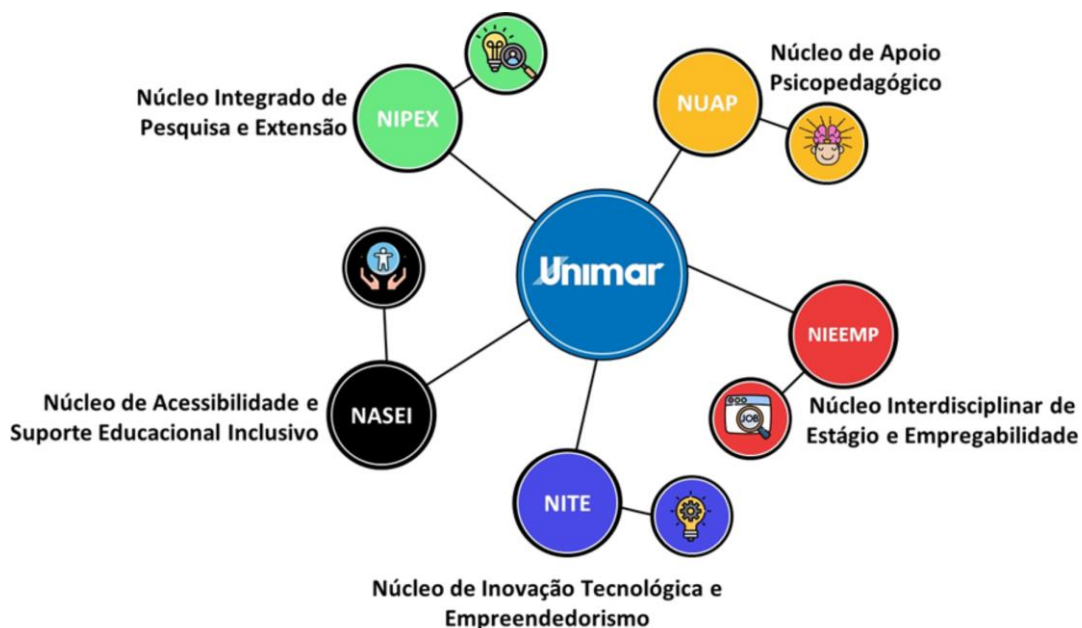 Núcleo Integrado de
Pesquisa e Extensão
NIPEX
NUAP
Núcleo de Apoio
Psicopedagógico
Unimar
NIEEMP
JOB
Núcleo Interdisciplinar de
Estágio e Empregabilidade
Núcleo de Acessibilidade e
Suporte Educacional Inclusivo
NASEI
NITE
Núcleo de Inovação Tecnológica e
Empreendedorismo